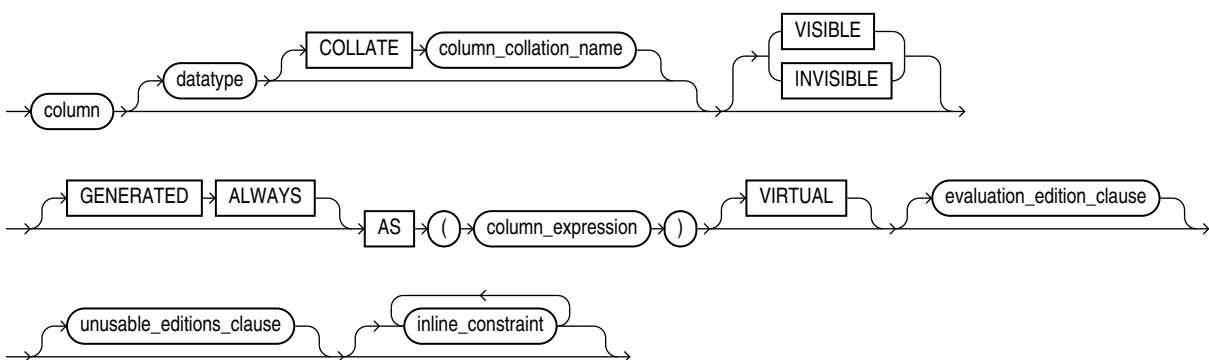 COLLATE column_collation_name VISIBLE
datatype INVISIBLE
column
GENERATED ALWAYS VIRTUAL evaluation_edition_clause
AS ( column_expression )
unusable_editions_clause inline_constraint